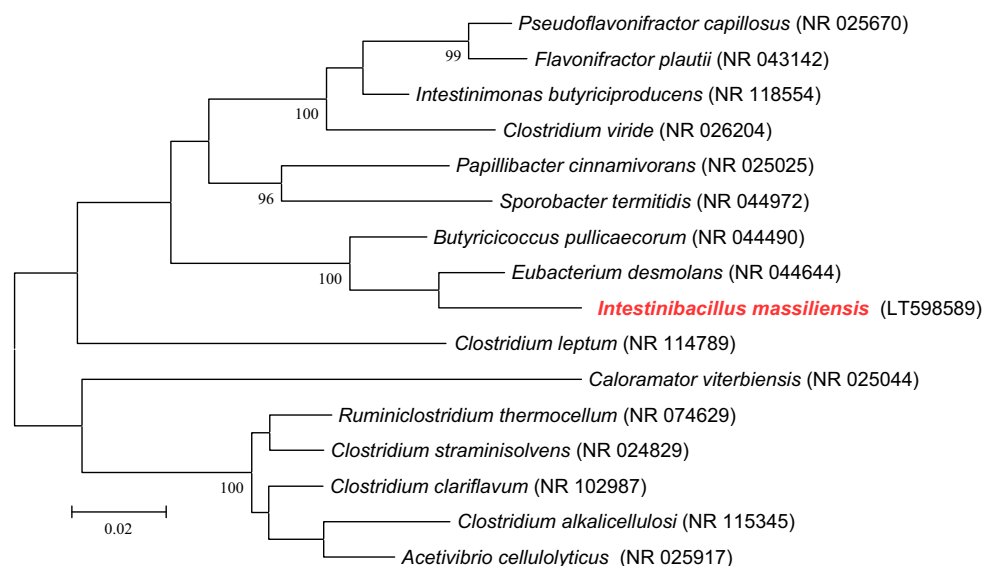 Pseudoflavonifractor capillosus (NR 025670)
99
Flavonifractor plautii (NR 043142)
Intestinimonas butyriciproducens (NR 118554)
100
Clostridium viride (NR 026204)
Papillibacter cinnamivorans (NR 025025)
96
Sporobacter termitidis (NR 044972)
Butyricicoccus pullicaecorum (NR 044490)
100
Eubacterium desmolans (NR 044644)
Intestinibacillus massiliensis (LT598589)
Clostridium leptum (NR 114789)
Caloramator viterbiensis (NR 025044)
Ruminiclostridium thermocellum (NR 074629)
Clostridium straminisolvens (NR 024829)
100
Clostridium clariflavum (NR 102987)
Clostridium alkalicellulosi (NR 115345)
0.02
Acetivibrio cellulolyticus (NR 025917)